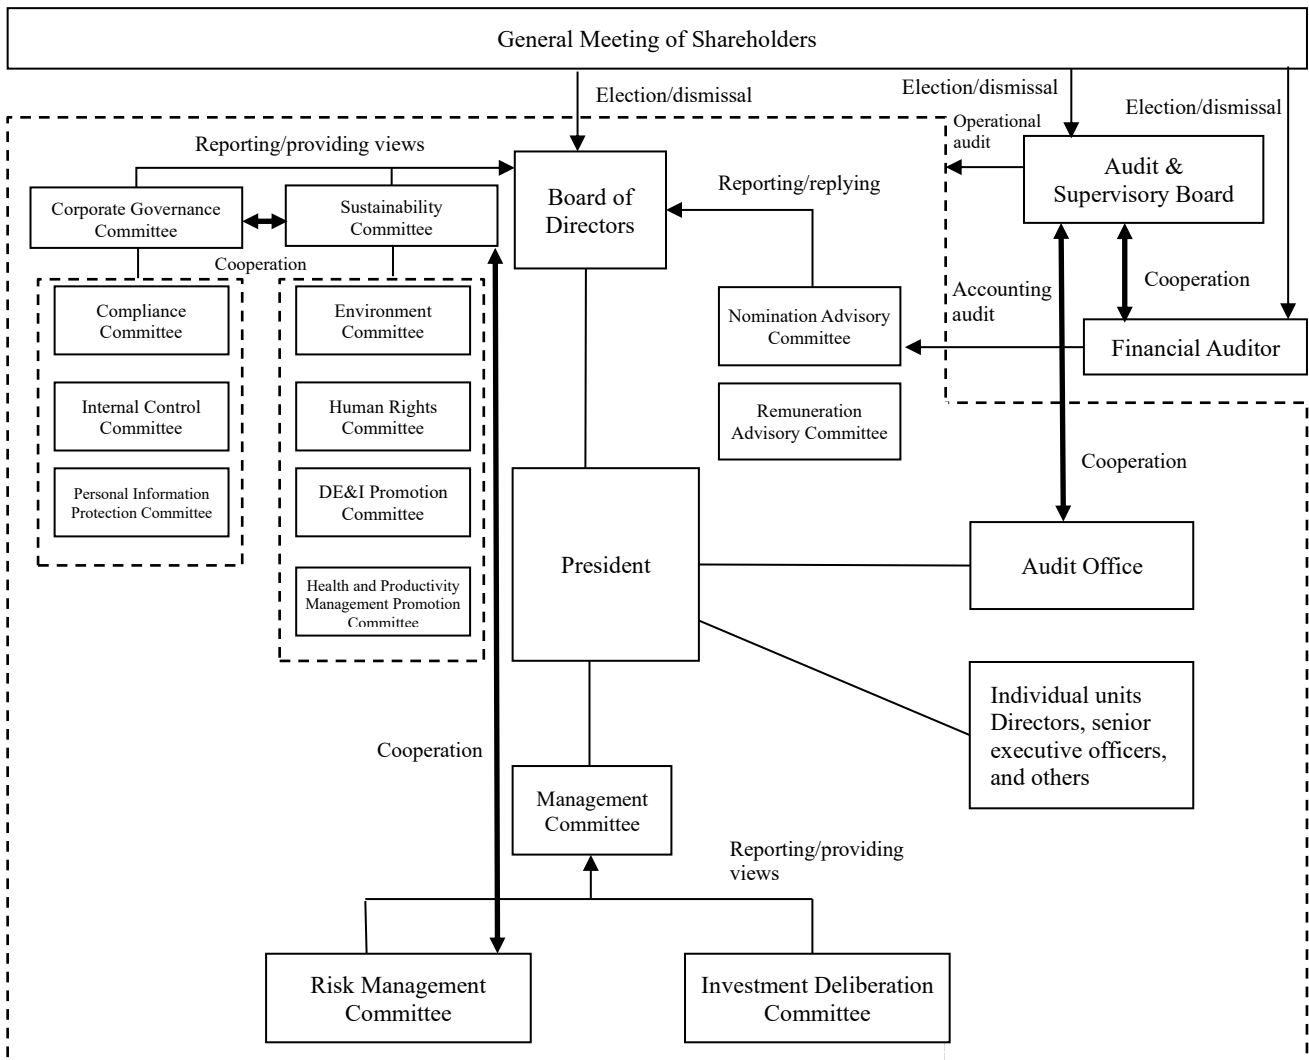 General Meeting of Shareholders
Election/dismissal
Election/dismissal
Election/dismissal
Operational
audit
Reporting/providing views
Audit &
Supervisory Board
Board of
Directors
Reporting/replying
Corporate Governance
Committee
Sustainability
Committee
Cooperation
Cooperation
Accounting
audit
Compliance
Committee
Environment
Committee
Nomination Advisory
Committee
Financial Auditor
Internal Control
Committee
Human Rights
Committee
Remuneration
Advisory Committee
Cooperation
Personal Information
Protection Committee
DE&I Promotion
Committee
President
Audit Office
Health and Productivity
Management Promotion
Committee
Individual units
Directors, senior
executive officers,
and others
Cooperation
Management
Committee
Reporting/providing
views
Risk Management
Committee
Investment Deliberation
Committee